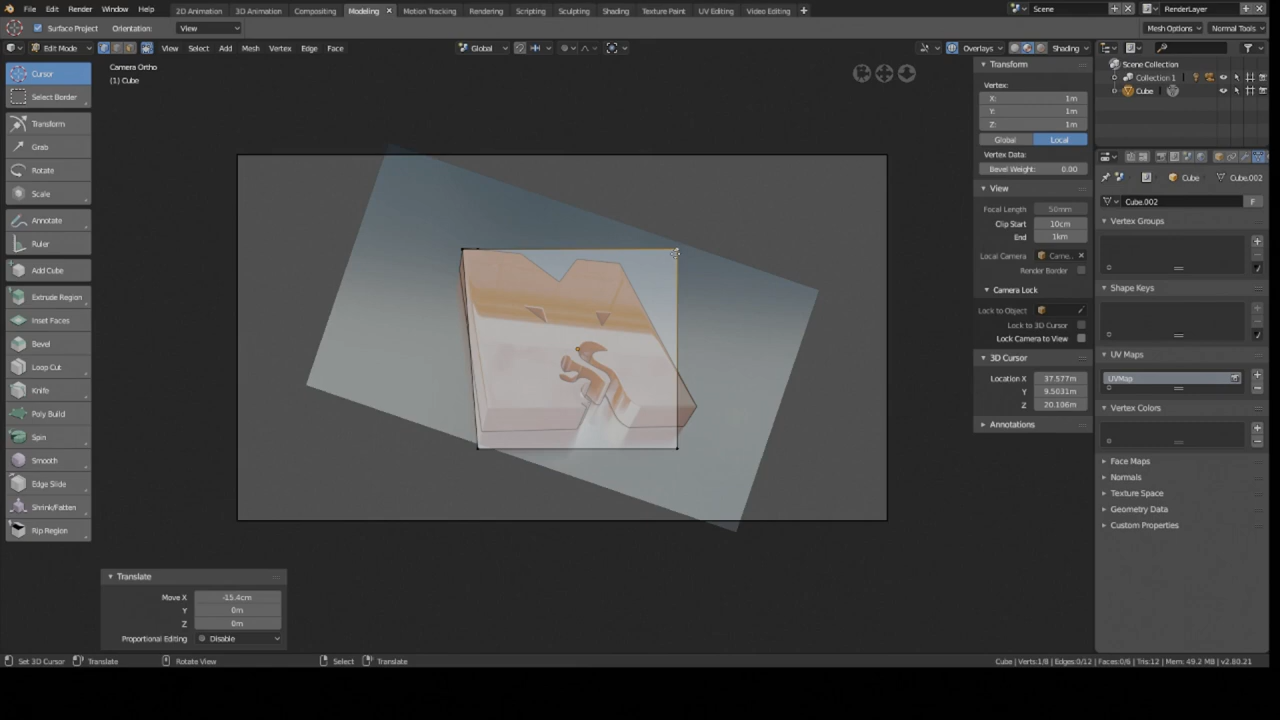 File Edit Render Window Help 2D Animation 3D Animation Compositing Modeling Motion Tracking Rendering Scripting Sculpting Shading Texture Paint UV Editing Video Editing Scene RenderLayer
Surface Project Orientation: View Mesh Options Normal Tools
Edit Mode View Select Add Mesh Vertex Edge Face Global Overlays Shading
Camera Ortho
(1) Cube
Cursor
Select Border
Transform
Grab
Rotate
Scale
Annotate
Ruler
Add Cube
Extrude Region
Inset Faces
Bevel
Loop Cut
Knife
Poly Build
Spin
Smooth
Edge Slide
Shrink/Fatten
Rip Region
Translate
Move X -15.4cm
Y 0m
Z 0m
Proportional Editing Disable
Transform
Vertex:
X: 1m
Y: 1m
Z: 1m
Global Local
Vertex Data:
Bevel Weight: 0.00
View
Focal Length 50mm
Clip Start 10cm
End 1km
Local Camera Came..
Render Border
Camera Lock
Lock to Object
Lock to 3D Cursor
Lock Camera to View
3D Cursor
Location X 37.577m
Y 9.5031m
Z 20.106m
Annotations
Scene Collection
Collection 1
Cube
Cube Cube.002
Cube.002 F
Vertex Groups
Shape Keys
UV Maps
UVMap
Vertex Colors
Face Maps
Normals
Texture Space
Geometry Data
Custom Properties
Set 3D Cursor Translate Rotate View Select Translate Cube | Verts:1/8 | Edges:0/12 | Faces:0/6 | Tris:12 | Mem: 49.2 MB | v2.80.21